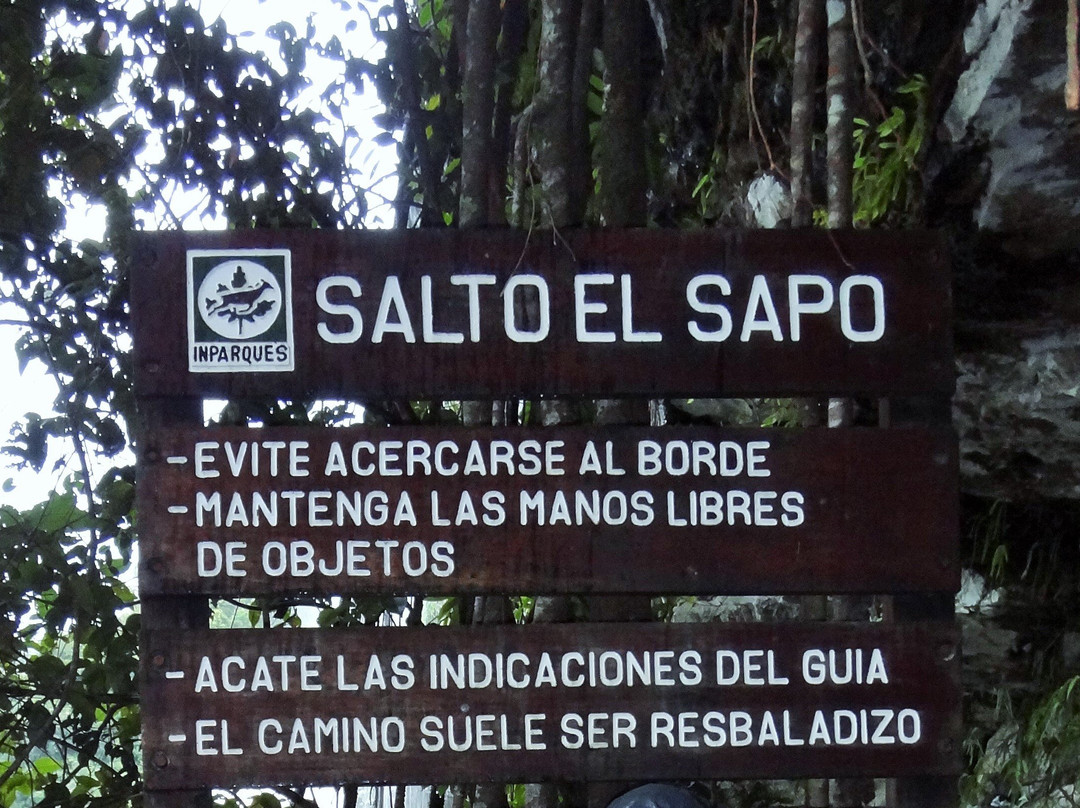 INPARQUES
SALTO EL SAPO
- EVITE ACERCARSE AL BORDE
- MANTENGA LAS MANOS LIBRES
DE OBJETOS
- ACATE LAS INDICACIONES DEL GUIA
- EL CAMINO SUELE SER RESBALADIZO